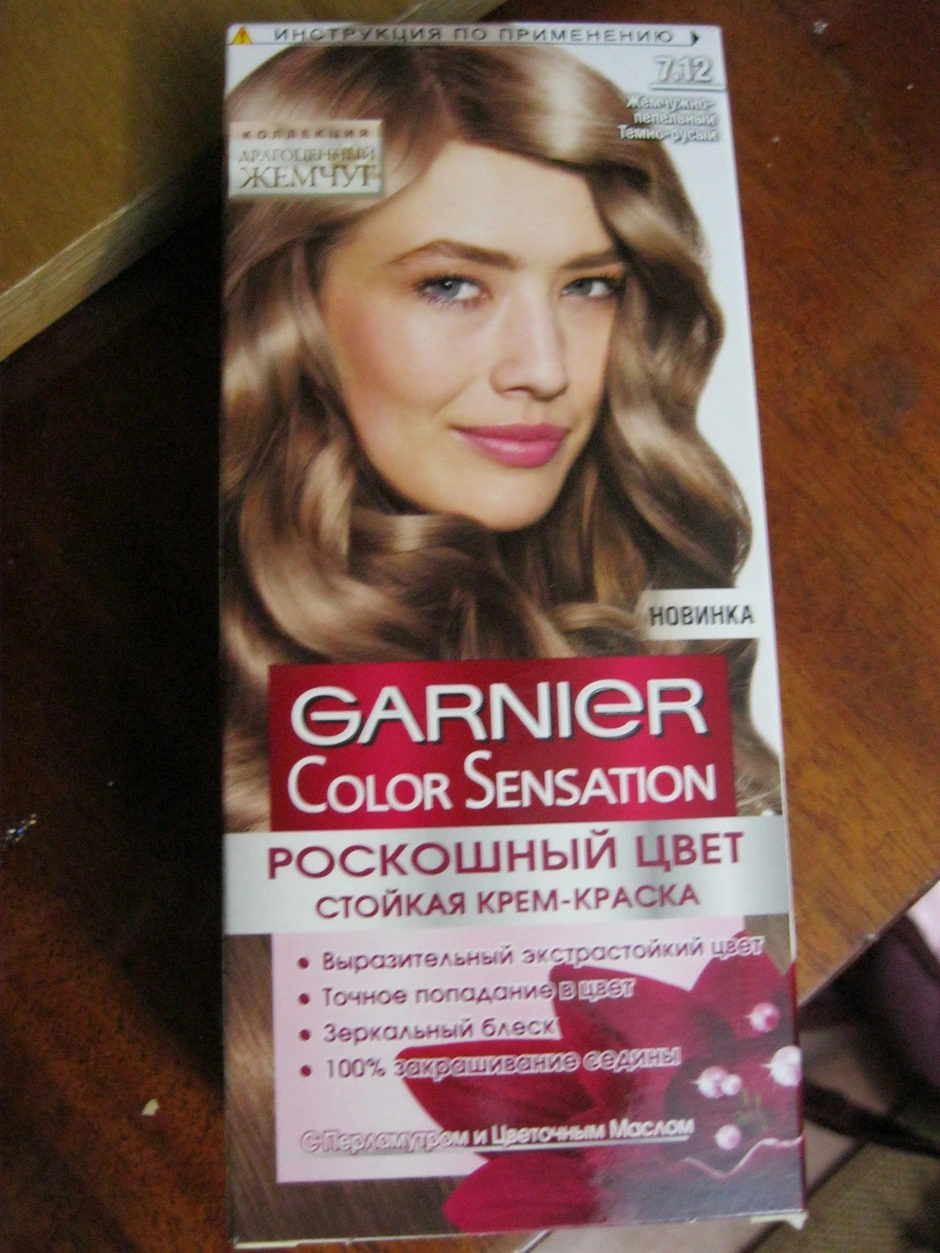 ИНСТРУКЦИЯ ПО ПРИМЕНЕНИЮ
7.12
Жемчужно-
пепельный
Темно-русый
КОЛЛЕКЦИЯ
ДРАГОЦЕННЫЙ
ЖЕМЧУГ
НОВИНКА
GARNIER
COLOR SENSATION
РОСКОШНЫЙ ЦВЕТ
СТОЙКАЯ КРЕМ-КРАСКА
• Выразительный экстрастойкий цвет
• Точное попадание в цвет
• Зеркальный блеск
• 100% закрашивание седины
С Перламутром и Цветочным Маслом